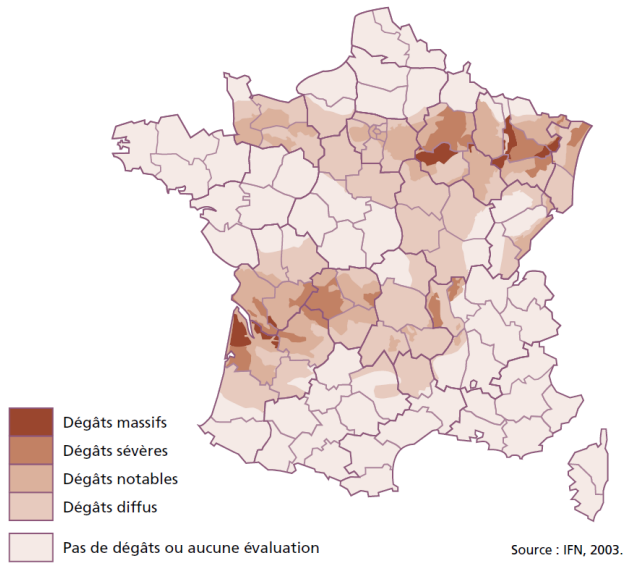 Dégâts massifs
Dégâts sévères
Dégâts notables
Dégâts diffus
Pas de dégâts ou aucune évaluation
Source : IFN, 2003.